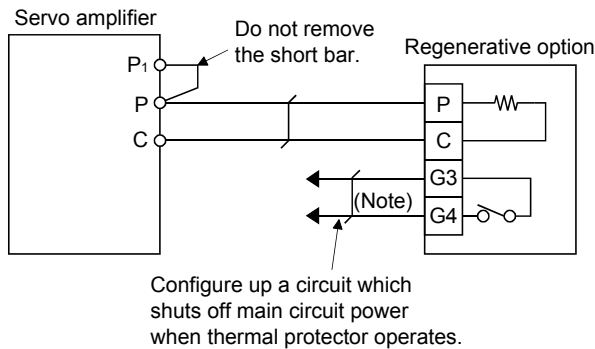 Servo amplifier
Do not remove
the short bar.
Regenerative option
P1
P
C
P
C
G3
G4
(Note)
Configure up a circuit which
shuts off main circuit power
when thermal protector operates.